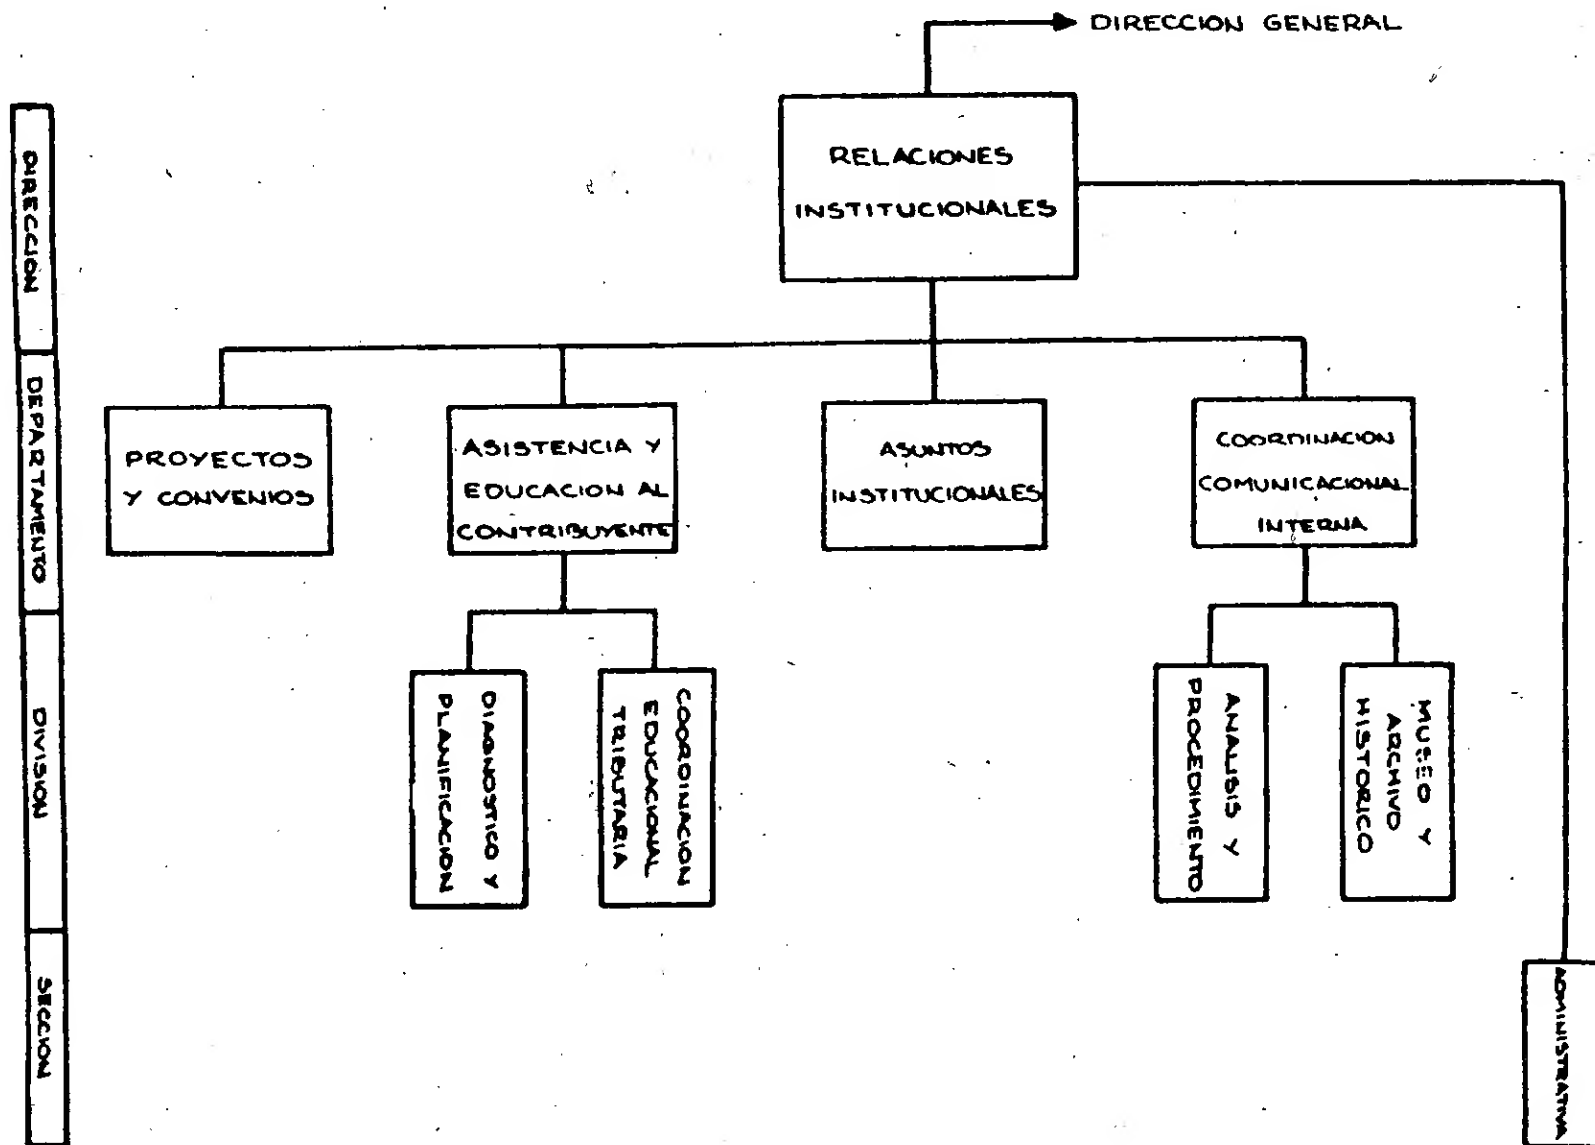 DIRECCION GENERAL
RELACIONES
INSTITUCIONALES
DIRECCION
DEPARTAMENTO
DIVISION
SECCION
PROYECTOS
Y CONVENIOS
ASISTENCIA Y
EDUCACION AL
CONTRIBUYENTE
ASUNTOS
INSTITUCIONALES
COORDINACION
COMUNICACIONAL
INTERNA
DIAGNOSTICO Y
PLANIFICACION
COORDINACION
EDUCACIONAL
TRIBUTARIA
ANALISIS Y
PROCEDIMIENTO
MUSEO Y
ARCHIVO
HISTORICO
ADMINISTRATIVA